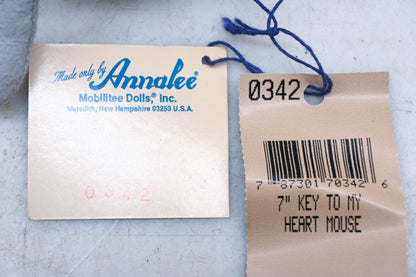 Made only by Annalee®
Mobilitee Dolls,® Inc.
Meredith, New Hampshire 03253 U.S.A.
0342
0342
7 87301 70342 6
7" KEY TO MY
HEART MOUSE